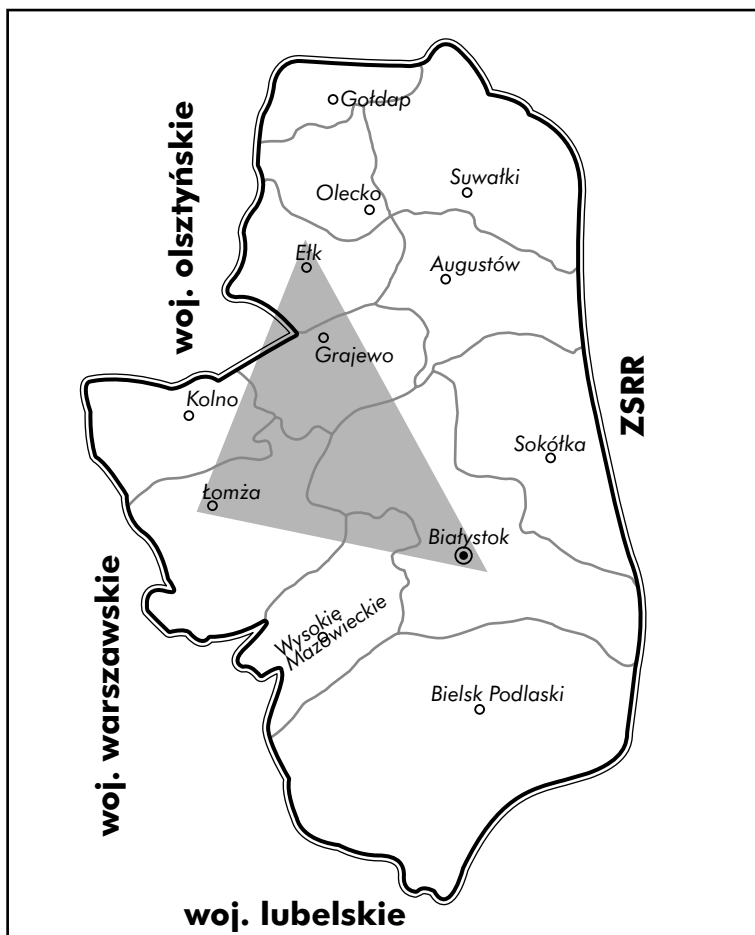 Gołdap
Suwałki
Olecko
woj. olsztyńskie
Ełk
Augustów
Grajewo
Kolno
ZSRR
Sokółka
Łomża
Białystok
woj. warszawskie
Wysokie
Mazowieckie
Bielsk Podlaski
woj. lubelskie